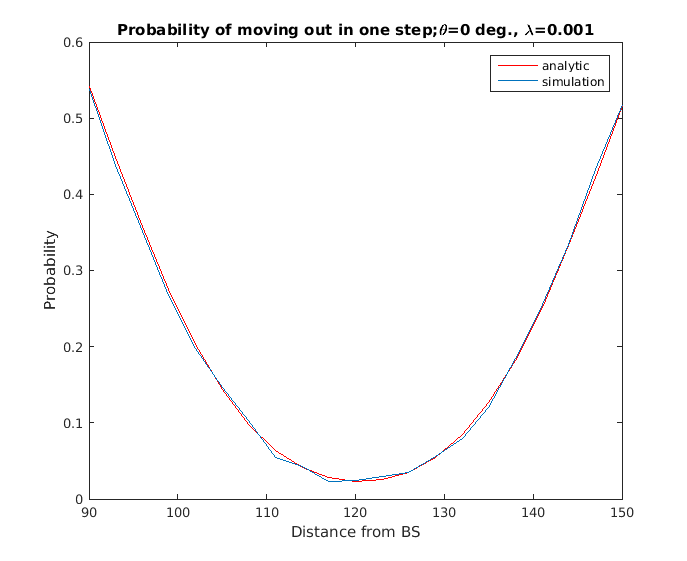 Probability of moving out in one step;θ=0 deg., λ=0.001
0.6
analytic
simulation
0.5
0.4
0.3
0.2
0.1
0
Probability
90
100
110
120
130
140
150
Distance from BS